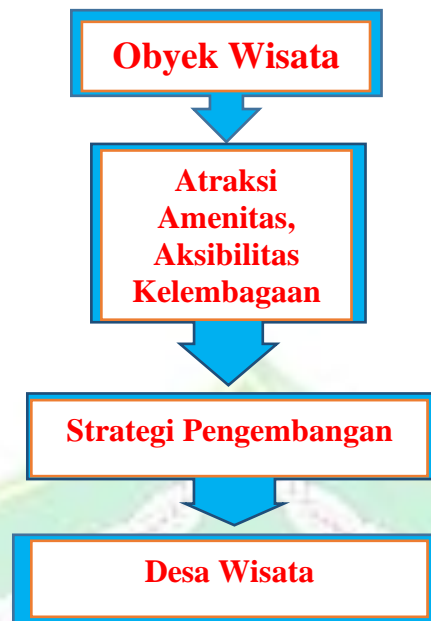 Obyek Wisata
Atraksi
Amenitas,
Aksibilitas
Kelembagaan
Strategi Pengembangan
Desa Wisata